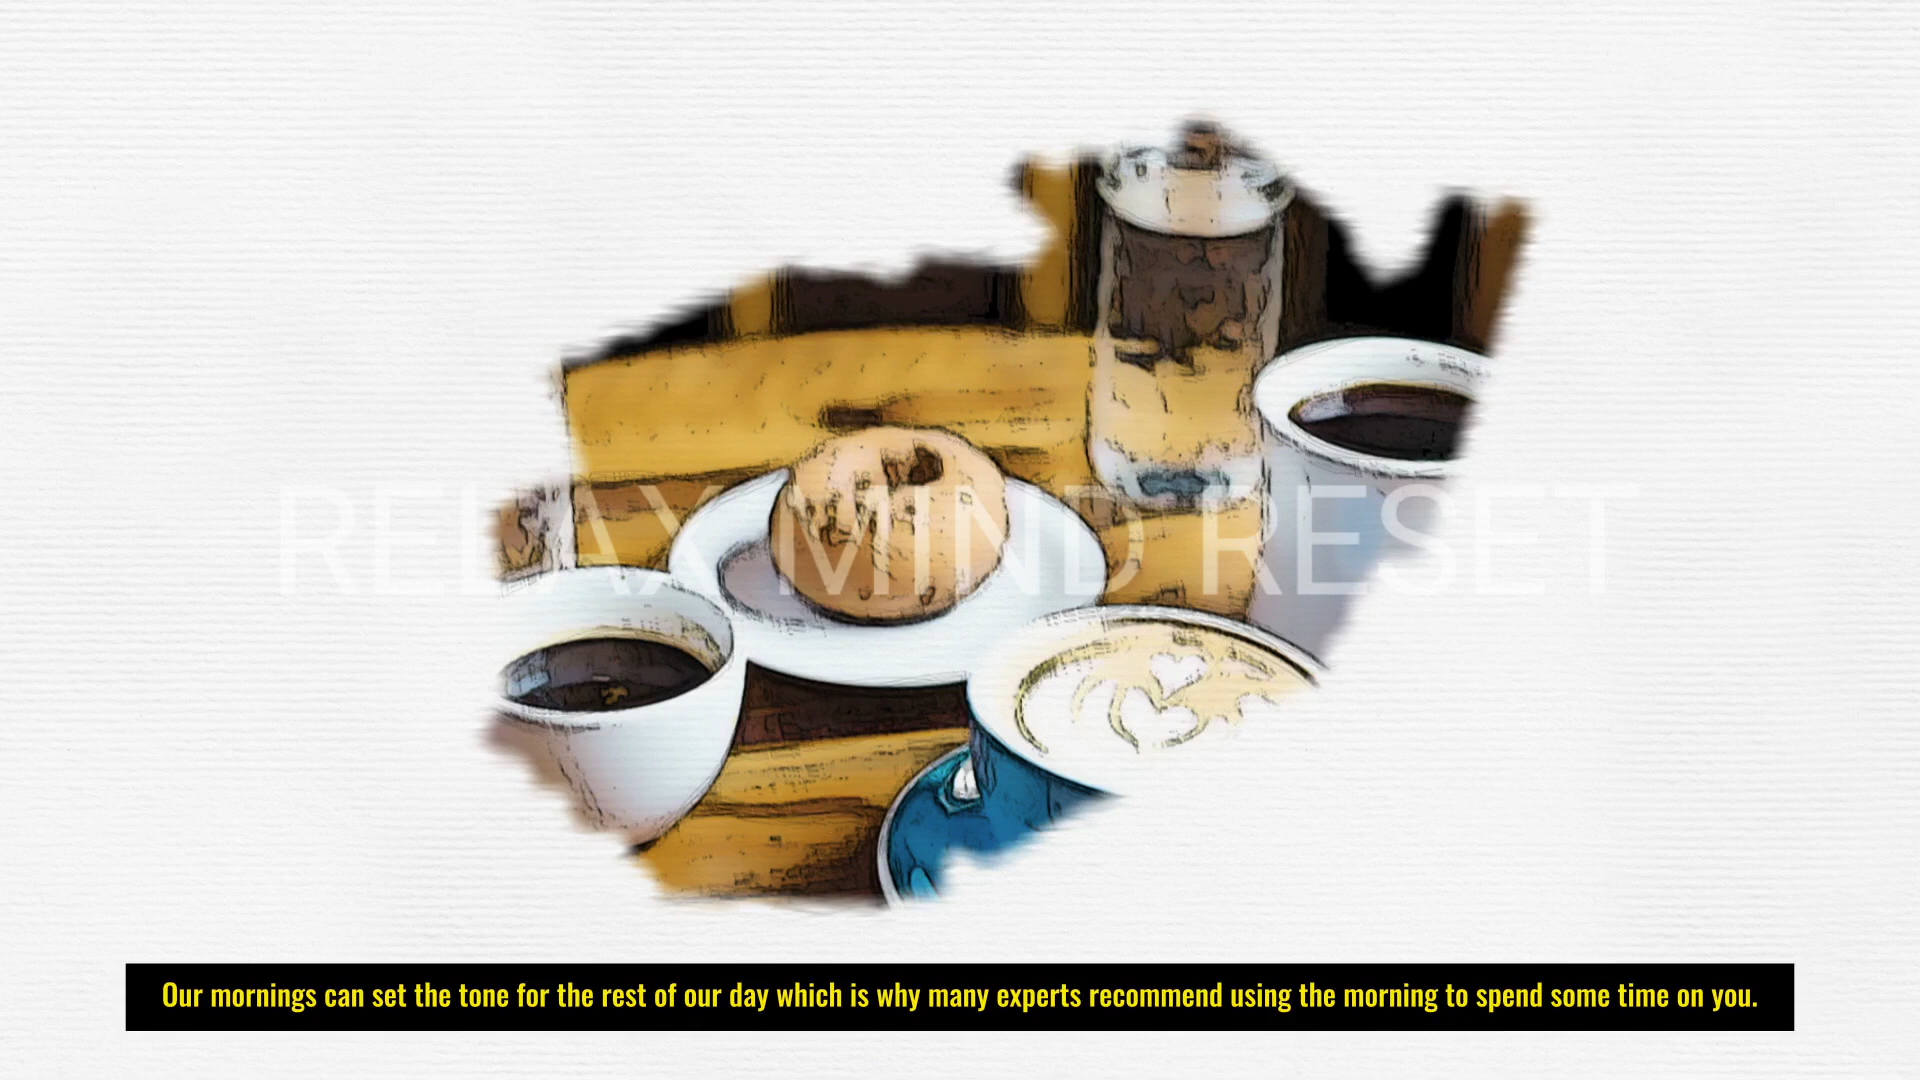 RELAX MIND RESET
Our mornings can set the tone for the rest of our day which is why many experts recommend using the morning to spend some time on you.